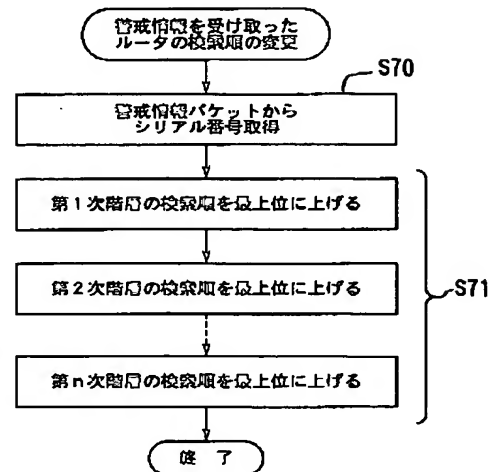 警戒情報を受け取った
ルータの検索順の変更
S70
警戒情報パケットから
シリアル番号取得
第1次階層の検索順を最上位に上げる
第2次階層の検索順を最上位に上げる
S71
第n次階層の検索順を最上位に上げる
終 了